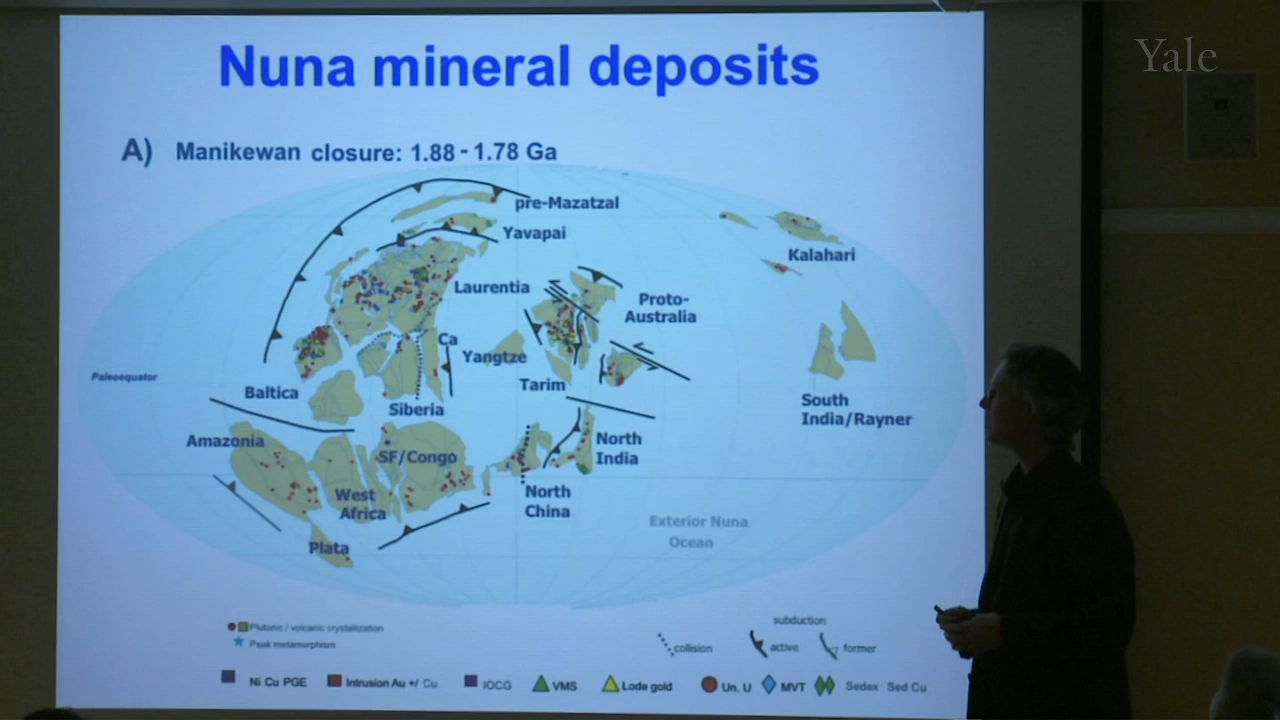 Yale
Nuna mineral deposits
A) Manikewan closure: 1.88 - 1.78 Ga
pre-Mazatzal
Yavapai
Kalahari
Laurentia
Proto-
Australia
Ca
Yangtze
Paleoequator
Tarim
Baltica
Siberia
South
India/Rayner
Amazonia
SF/Congo
North
India
West
Africa
North
China
Exterior Nuna
Ocean
Plata
Plutonic / volcanic crystallization
Peak metamorphism
subduction
collision
active
former
Ni Cu PGE
Intrusion Au +/ Cu
IOCG
VMS
Lode gold
Un. U
MVT
Sedex Sed Cu